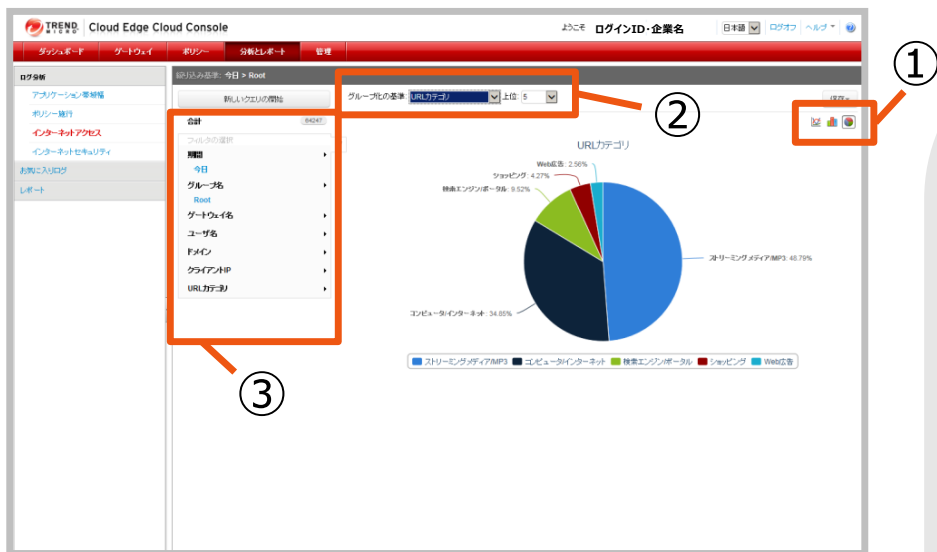 TREND MICRO Cloud Edge Cloud Console
ようこそ ログインID・企業名 日本語 ログオフ ヘルプ
ダッシュボード ゲートウェイ ポリシー 分析とレポート 管理
ログ分析
アプリケーション帯域幅
ポリシー施行
インターネットアクセス
インターネットセキュリティ
お気に入りログ
レポート
絞り込み基準: 今日 > Root
新しいクエリの開始
グループ化の基準 URLカテゴリ 上位: 5
保存
①
②
③
合計 64247
フィルタの選択
期間
今日
グループ名
Root
ゲートウェイ名
ユーザ名
ドメイン
クライアントIP
URLカテゴリ
URLカテゴリ
Web広告: 2.56%
ショッピング: 4.27%
検索エンジン/ポータル: 9.52%
ストリーミングメディア/MP3: 48.79%
コンピュータ/インターネット: 34.85%
ストリーミングメディア/MP3 コンピュータ/インターネット 検索エンジン/ポータル ショッピング Web広告